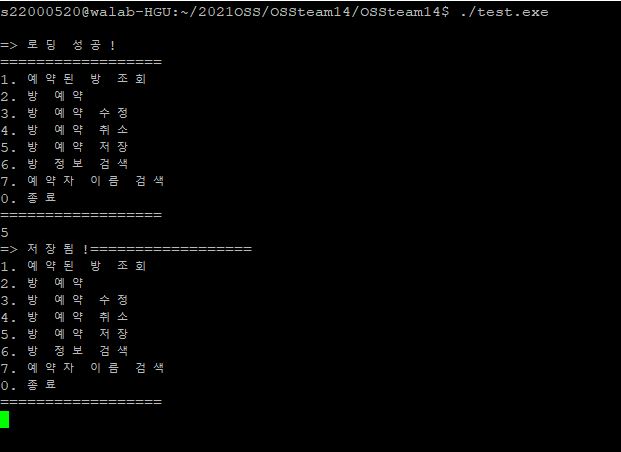 s22000520@walab-HGU:~/2021OSS/OSSteam14/OSSteam14$ ./test.exe
=> 로딩 성공!
==================
1. 예약된 방 조회
2. 방 예약
3. 방 예약 수정
4. 방 예약 취소
5. 방 예약 저장
6. 방 정보 검색
7. 예약자 이름 검색
0. 종료
==================
5
=> 저장됨!==================
1. 예약된 방 조회
2. 방 예약
3. 방 예약 수정
4. 방 예약 취소
5. 방 예약 저장
6. 방 정보 검색
7. 예약자 이름 검색
0. 종료
==================